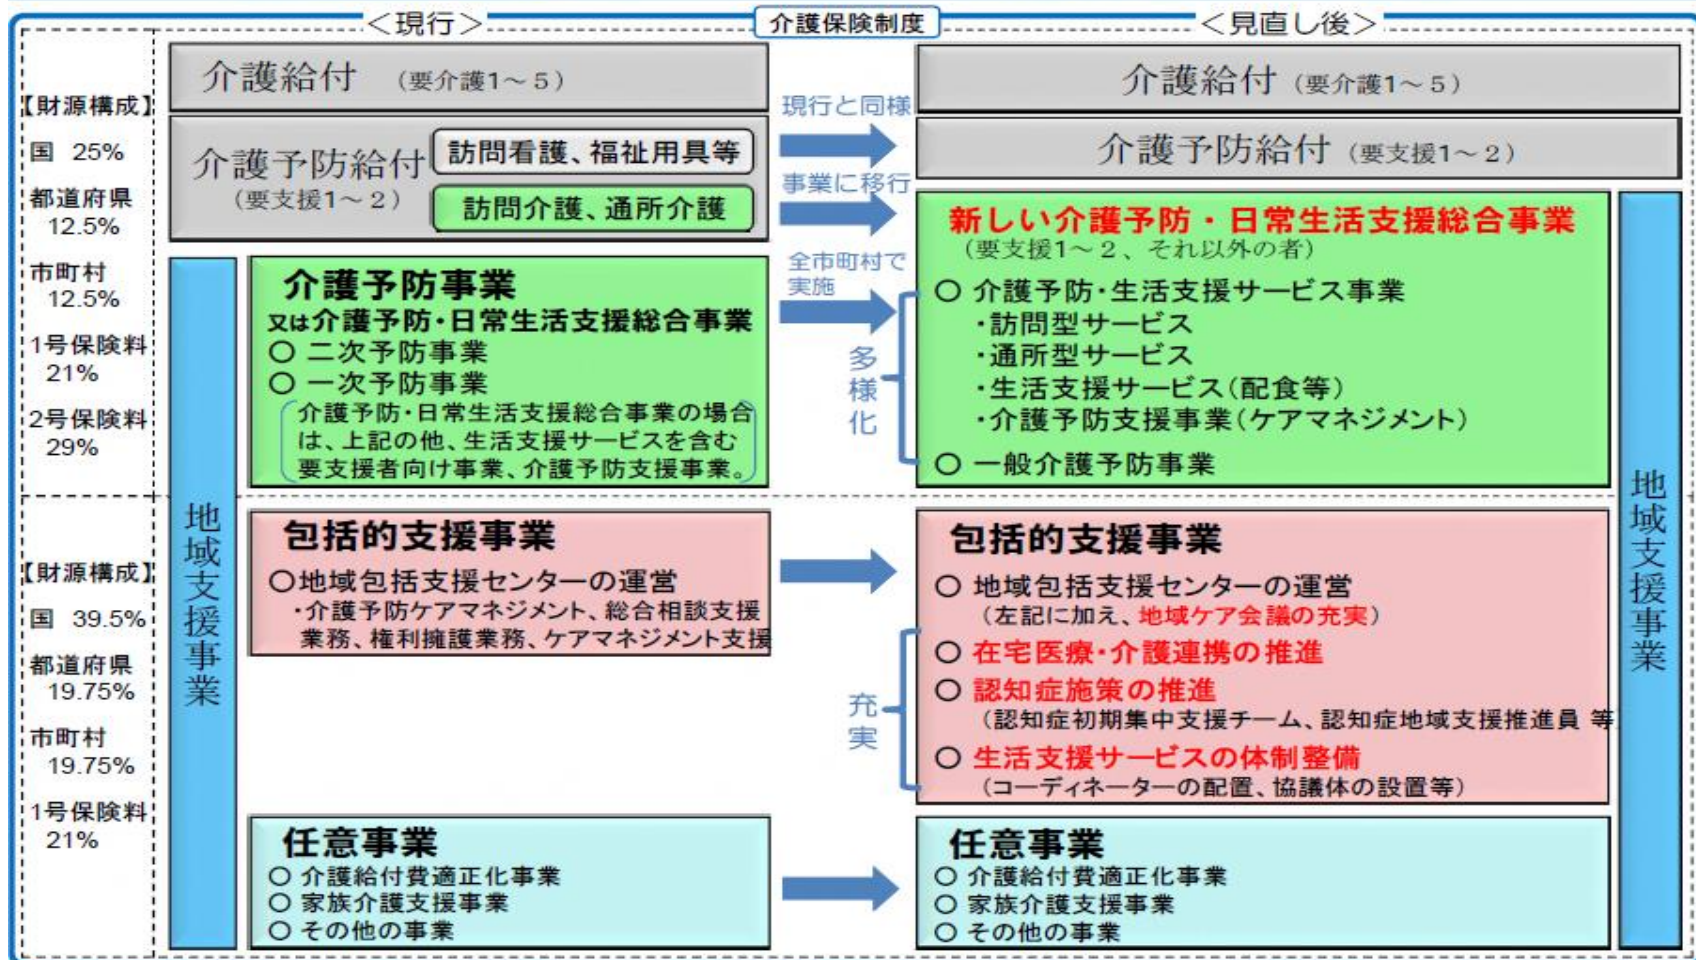 介護保険制度
＜現行＞
＜見直し後＞
【財源構成】
国 25%
都道府県
12.5%
市町村
12.5%
1号保険料
21%
2号保険料
29%
【財源構成】
国 39.5%
都道府県
19.75%
市町村
19.75%
1号保険料
21%
介護給付 （要介護1～5）
介護予防給付
（要支援1～2）
訪問看護、福祉用具等
訪問介護、通所介護
地域支援事業
介護予防事業
又は介護予防・日常生活支援総合事業
○ 二次予防事業
○ 一次予防事業
介護予防・日常生活支援総合事業の場合
は、上記の他、生活支援サービスを含む
要支援者向け事業、介護予防支援事業。
包括的支援事業
○地域包括支援センターの運営
・介護予防ケアマネジメント、総合相談支援
業務、権利擁護業務、ケアマネジメント支援
任意事業
○ 介護給付費適正化事業
○ 家族介護支援事業
○ その他の事業
現行と同様
事業に移行
全市町村で
実施
多様化
充実
介護給付 （要介護1～5）
介護予防給付 （要支援1～2）
新しい介護予防・日常生活支援総合事業
（要支援1～2、それ以外の者）
○ 介護予防・生活支援サービス事業
・訪問型サービス
・通所型サービス
・生活支援サービス（配食等）
・介護予防支援事業（ケアマネジメント）
○ 一般介護予防事業
包括的支援事業
○ 地域包括支援センターの運営
（左記に加え、地域ケア会議の充実）
○ 在宅医療・介護連携の推進
○ 認知症施策の推進
（認知症初期集中支援チーム、認知症地域支援推進員 等
○ 生活支援サービスの体制整備
（コーディネーターの配置、協議体の設置等）
任意事業
○ 介護給付費適正化事業
○ 家族介護支援事業
○ その他の事業
地域支援事業